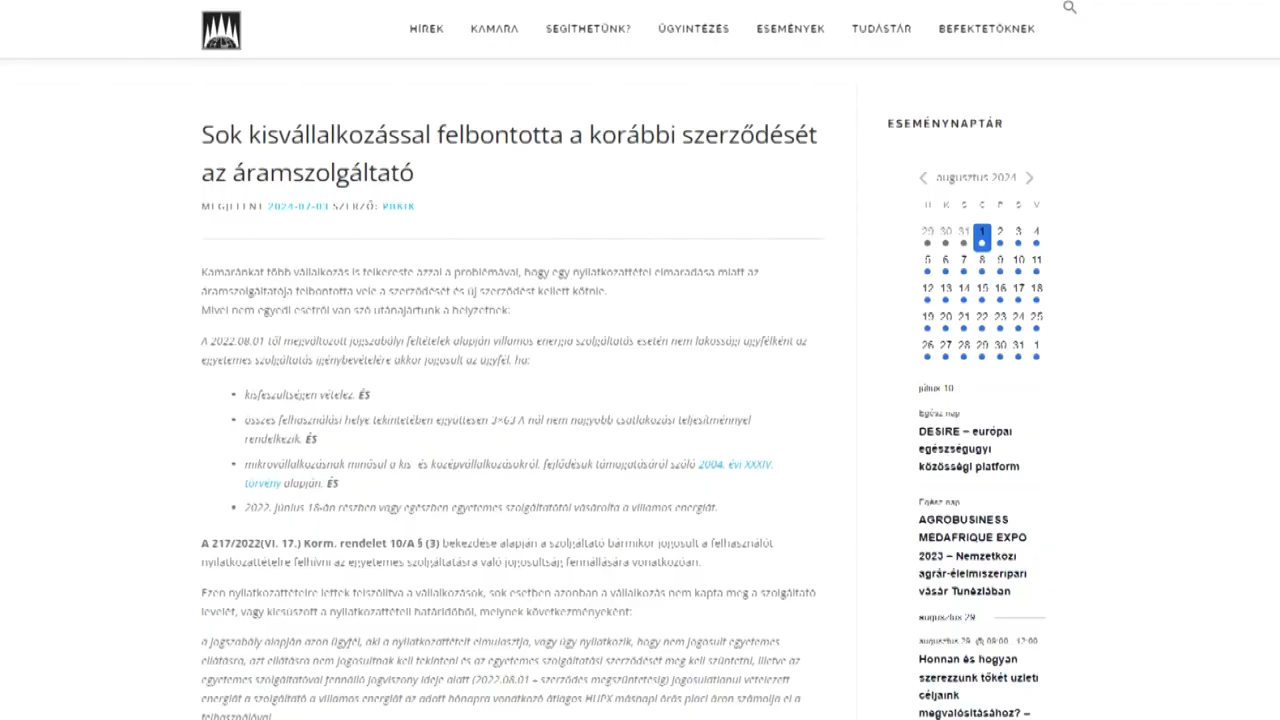 HÍREK KAMARA SEGÍTHETÜNK? ÜGYINTÉZÉS ESEMÉNYEK TUDÁSTÁR BEFEKTETŐKNEK
Sok kisvállalkozással felbontotta a korábbi szerződését
az áramszolgáltató
MEGJELENT 2024-07-03 SZERZŐ: PBKIK
Kamaránkat több vállalkozás is felkereste azzal a problémával, hogy egy nyilatkozattétel elmaradása miatt az
áramszolgáltatója felbontotta vele a szerződését és új szerződést kellett kötnie.
Mivel nem egyedi esetről van szó utánajártunk a helyzetnek:
A 2022.08.01 től megváltozott jogszabályi feltételek alapján villamos energia szolgáltatás esetén nem lakossági ügyfélként az
egyetemes szolgáltatás igénybevételére akkor jogosult az ügyfél, ha:
• kisfeszültségen vételez. ÉS
• összes felhasználási helye tekintetében együttesen 3×63 A nál nem nagyobb csatlakozási teljesítménnyel
rendelkezik. ÉS
• mikrovállalkozásnak minősül a kis és középvállalkozásokról, fejlődésük támogatásáról szóló 2004. évi XXXIV.
törvény alapján. ÉS
• 2022. június 18-án részben vagy egészben egyetemes szolgáltatótól vásárolta a villamos energiát.
A 217/2022(VI. 17.) Korm. rendelet 10/A § (3) bekezdése alapján a szolgáltató bármikor jogosult a felhasználót
nyilatkozattételre felhívni az egyetemes szolgáltatásra való jogosultság fennállására vonatkozóan.
Ezen nyilatkozattételre lettek felszólítva a vállalkozások, sok esetben azonban a vállalkozás nem kapta meg a szolgáltató
levelét, vagy kicsúszott a nyilatkozattételi határidőből, melynek következményeként:
a jogszabály alapján azon ügyfél, aki a nyilatkozattételt elmulasztja, vagy úgy nyilatkozik, hogy nem jogosult egyetemes
ellátásra, azt ellátásra nem jogosultnak kell tekinteni és az egyetemes szolgáltatási szerződését meg kell szüntetni, illetve az
egyetemes szolgáltatóval fennálló jogviszony ideje alatt (2022.08.01 – szerződés megszüntetésig) jogosulatlanul vételezett
energiát a szolgáltató a villamos energiát az adott hónapra vonatkozó átlagos HUPX másnapi órás piaci áron számolja el a
felhasználóval.
ESEMÉNYNAPTÁR
augusztus 2024
H K S C P S V
29 30 31 1 2 3 4
5 6 7 8 9 10 11
12 13 14 15 16 17 18
19 20 21 22 23 24 25
26 27 28 29 30 31 1
július 10
Egész nap
DESIRE – európai
egészségugyi
közösségi platform
Egész nap
AGROBUSINESS
MEDAFRIQUE EXPO
2023 – Nemzetközi
agrár-élelmiszeripari
vásár Tunéziában
augusztus 29
augusztus 29 @ 09:00 - 12:00
Honnan és hogyan
szerezzunk tőkét uzleti
céljaink
megvalósításához? –